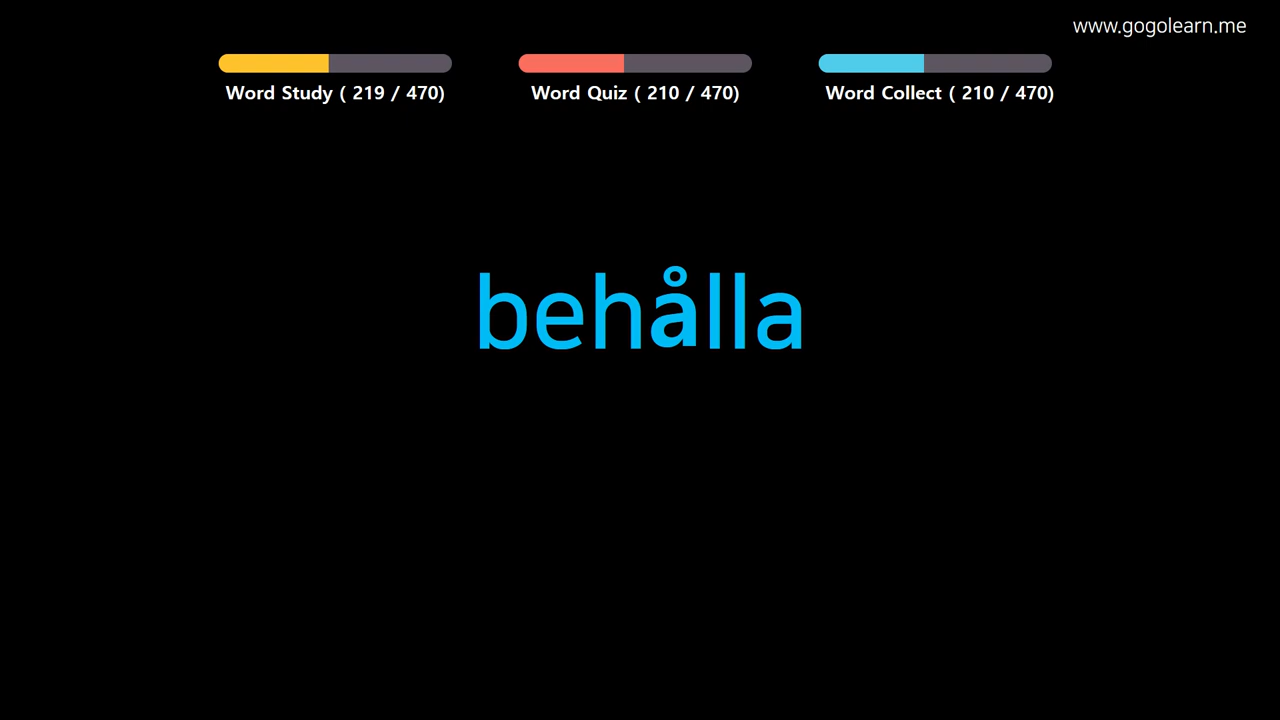 www.gogolearn.me
Word Study ( 219 / 470)
Word Quiz ( 210 / 470)
Word Collect ( 210 / 470)
behålla